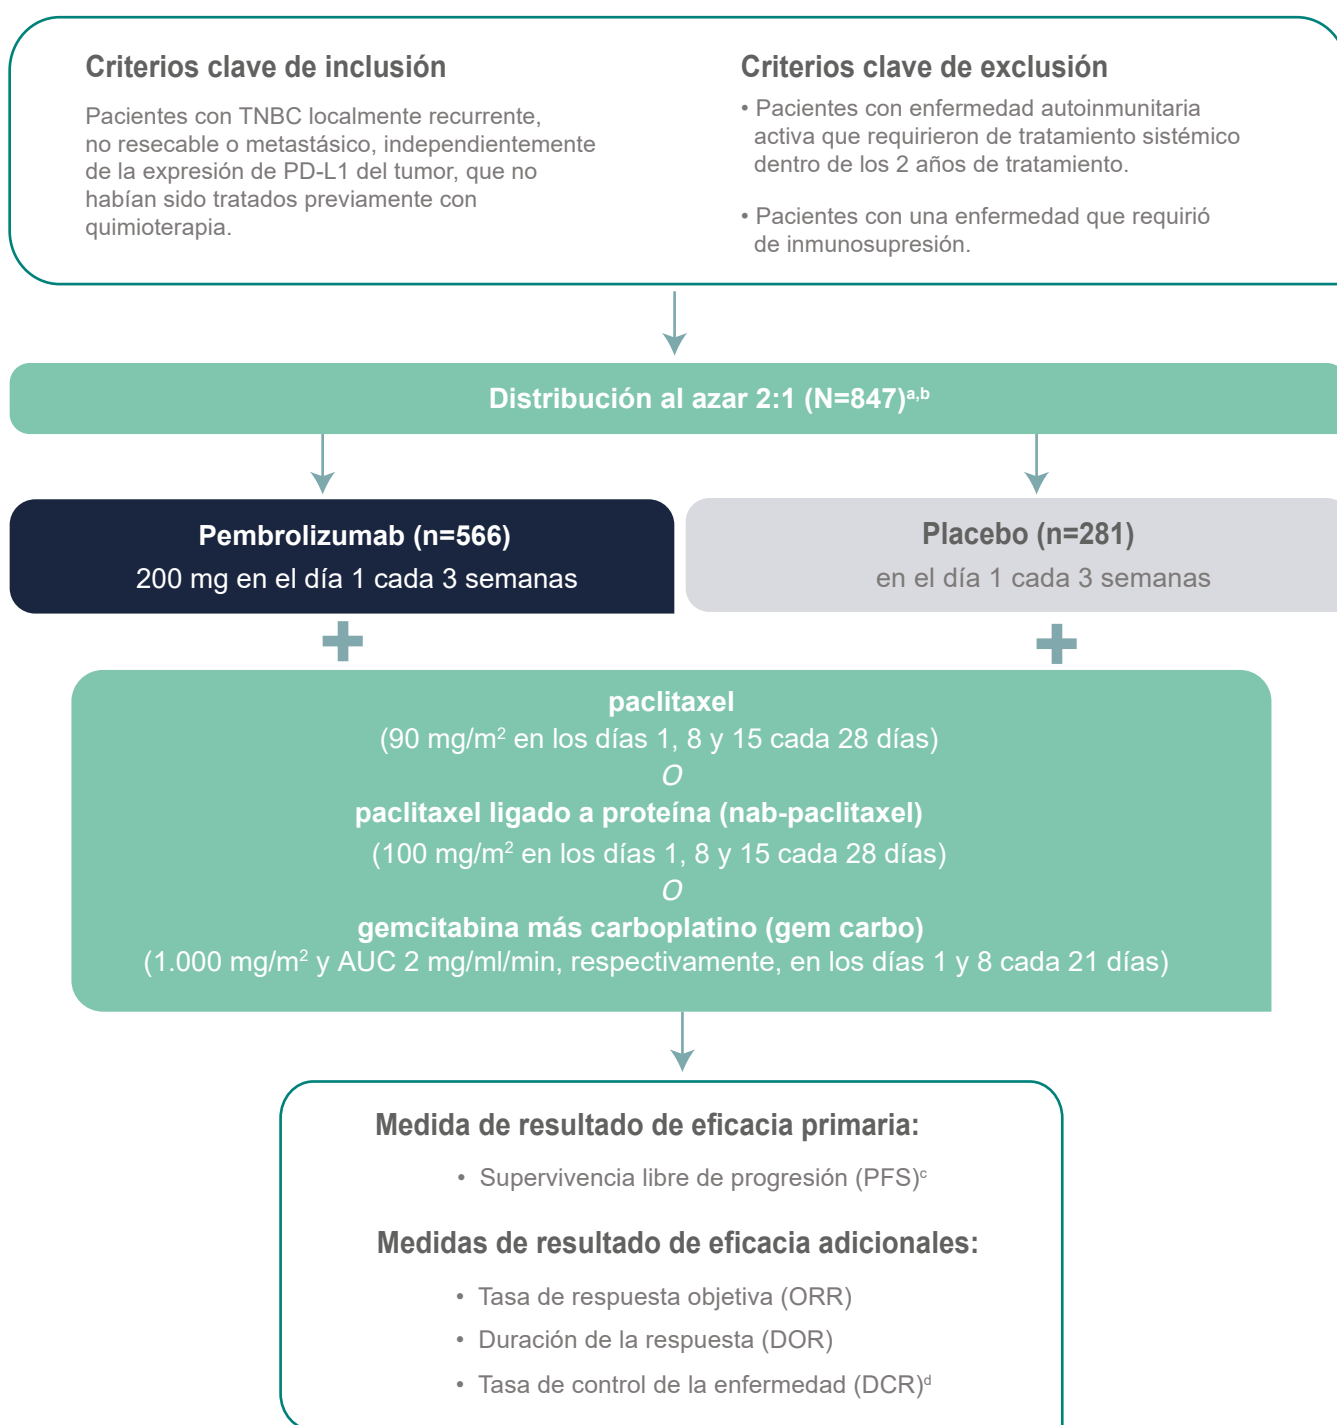 Criterios clave de inclusión
Pacientes con TNBC localmente recurrente,
no resecable o metastásico, independientemente
de la expresión de PD-L1 del tumor, que no
habían sido tratados previamente con
quimioterapia.
Criterios clave de exclusión
• Pacientes con enfermedad autoinmunitaria
activa que requirieron de tratamiento sistémico
dentro de los 2 años de tratamiento.
• Pacientes con una enfermedad que requirió
de inmunosupresión.
Distribución al azar 2:1 (N=847)ᵃ,ᵇ
Pembrolizumab (n=566)
200 mg en el día 1 cada 3 semanas
Placebo (n=281)
en el día 1 cada 3 semanas
paclitaxel
(90 mg/m² en los días 1, 8 y 15 cada 28 días)
O
paclitaxel ligado a proteína (nab-paclitaxel)
(100 mg/m² en los días 1, 8 y 15 cada 28 días)
O
gemcitabina más carboplatino (gem carbo)
(1.000 mg/m² y AUC 2 mg/ml/min, respectivamente, en los días 1 y 8 cada 21 días)
Medida de resultado de eficacia primaria:
• Supervivencia libre de progresión (PFS)ᶜ
Medidas de resultado de eficacia adicionales:
• Tasa de respuesta objetiva (ORR)
• Duración de la respuesta (DOR)
• Tasa de control de la enfermedad (DCR)ᵈ